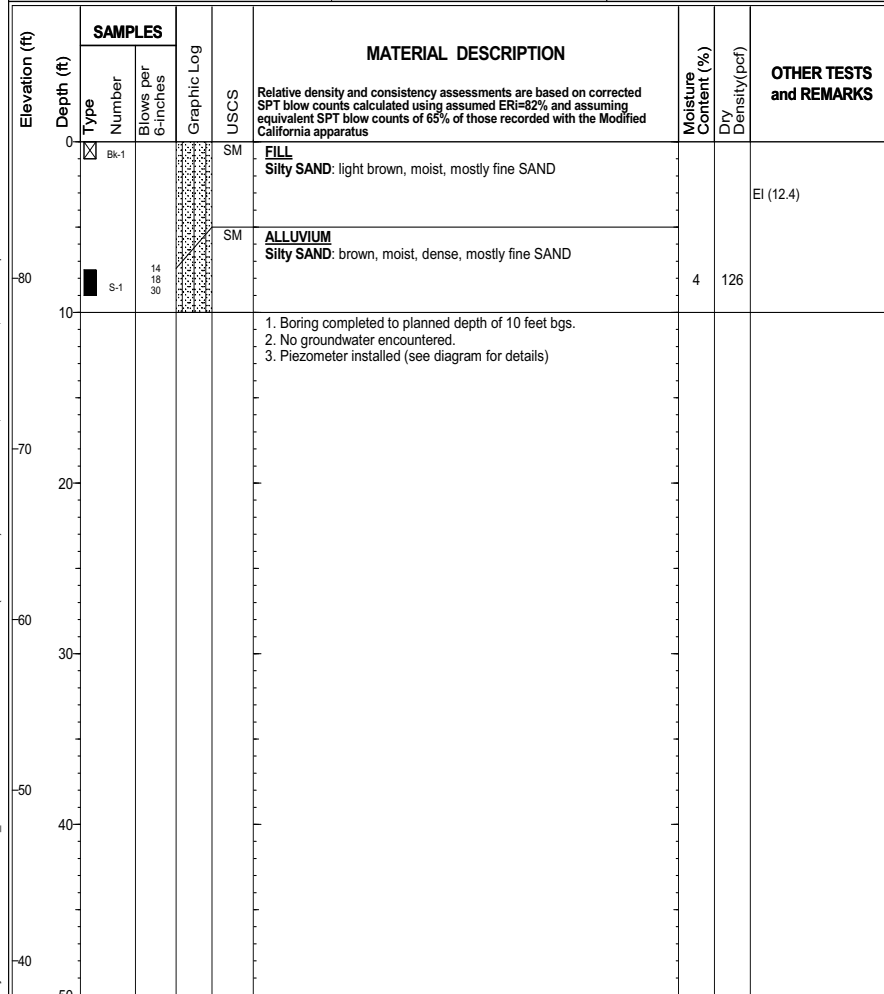 Elevation (ft)
Depth (ft)
SAMPLES
Type
Number
Blows per
6-inches
Graphic Log
USCS
MATERIAL DESCRIPTION
Relative density and consistency assessments are based on corrected
SPT blow counts calculated using assumed ERi=82% and assuming
equivalent SPT blow counts of 65% of those recorded with the Modified
California apparatus
Moisture
Content (%)
Dry
Density(pcf)
OTHER TESTS
and REMARKS
0
Bk-1
SM
FILL
Silty SAND: light brown, moist, mostly fine SAND
EI (12.4)
SM
ALLUVIUM
Silty SAND: brown, moist, dense, mostly fine SAND
80
S-1
14
18
30
4
126
10
1. Boring completed to planned depth of 10 feet bgs.
2. No groundwater encountered.
3. Piezometer installed (see diagram for details)
70
20
60
30
50
40
40